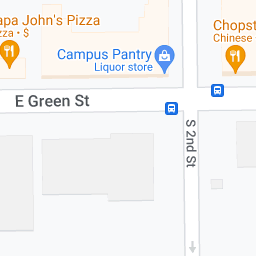 apa John's Pizza
zza • $
Campus Pantry
Liquor store
Chopst
Chinese
E Green St
S 2nd St